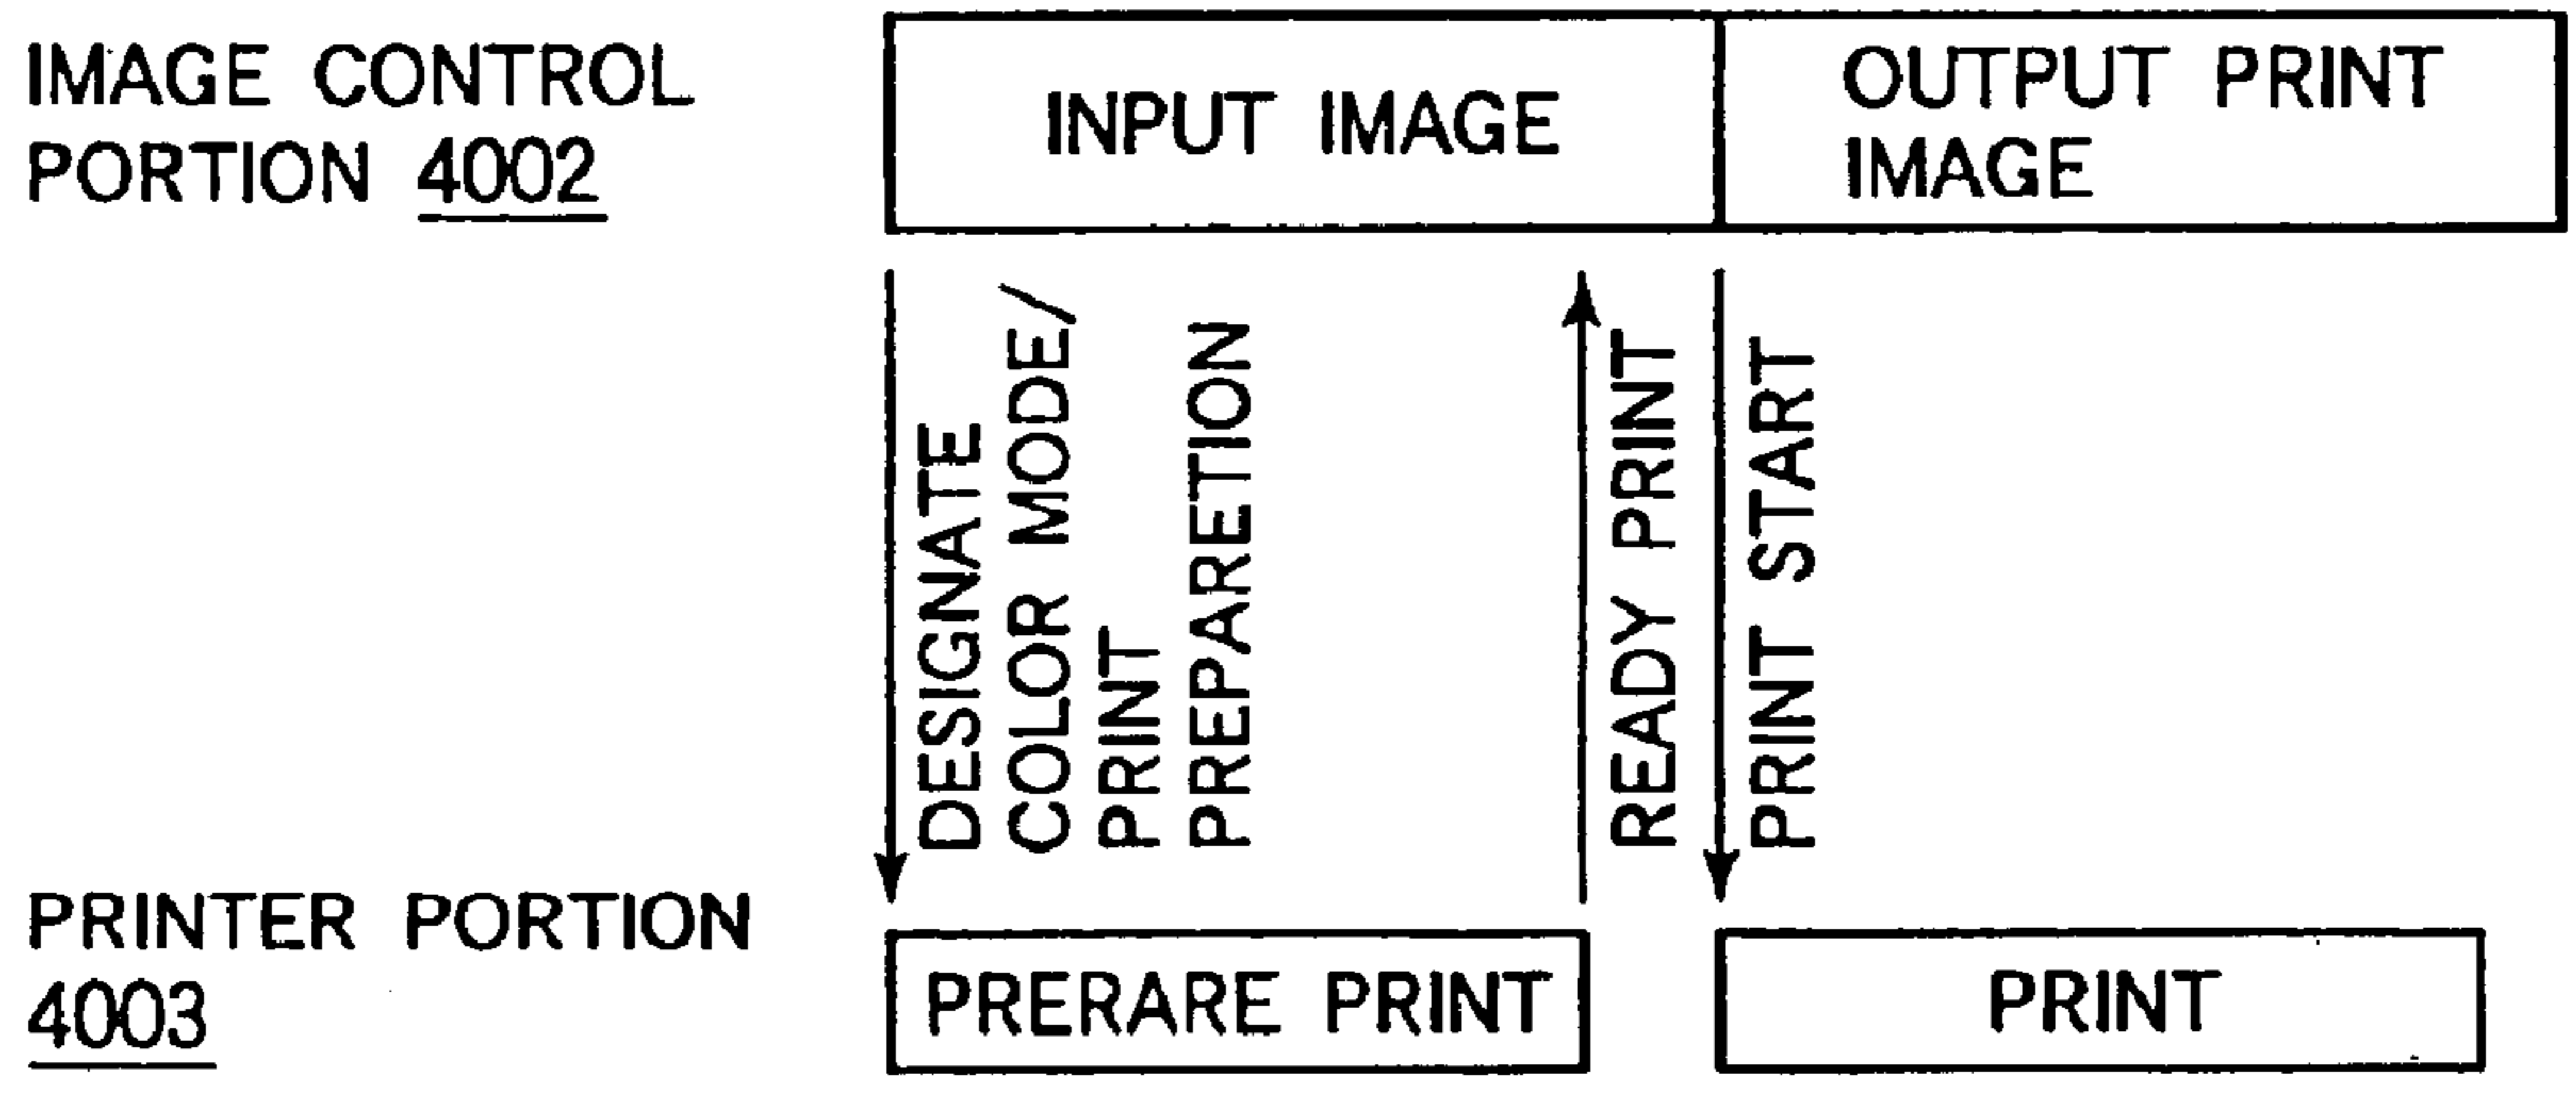 IMAGE CONTROL
PORTION 4002
INPUT IMAGE
OUTPUT PRINT
IMAGE
DESIGNATE
COLOR MODE/
PRINT
PREPARETION
READY PRINT
PRINT START
PRINTER PORTION
4003
PRERARE PRINT
PRINT